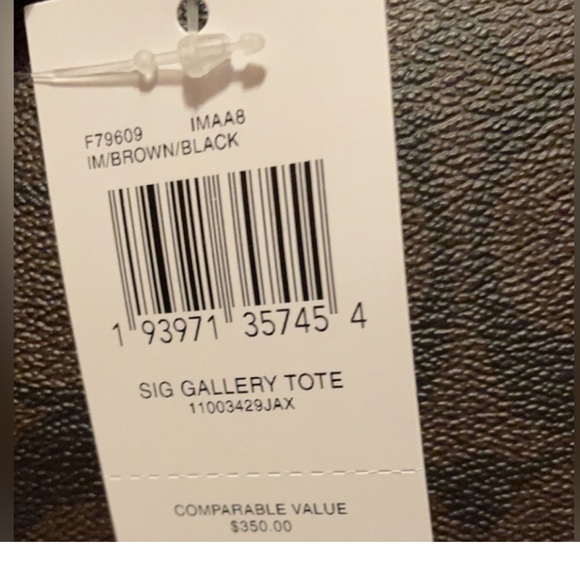 F79609 IMAA8
IM/BROWN/BLACK
1 93971 35745 4
SIG GALLERY TOTE
11003429JAX
COMPARABLE VALUE
$350.00